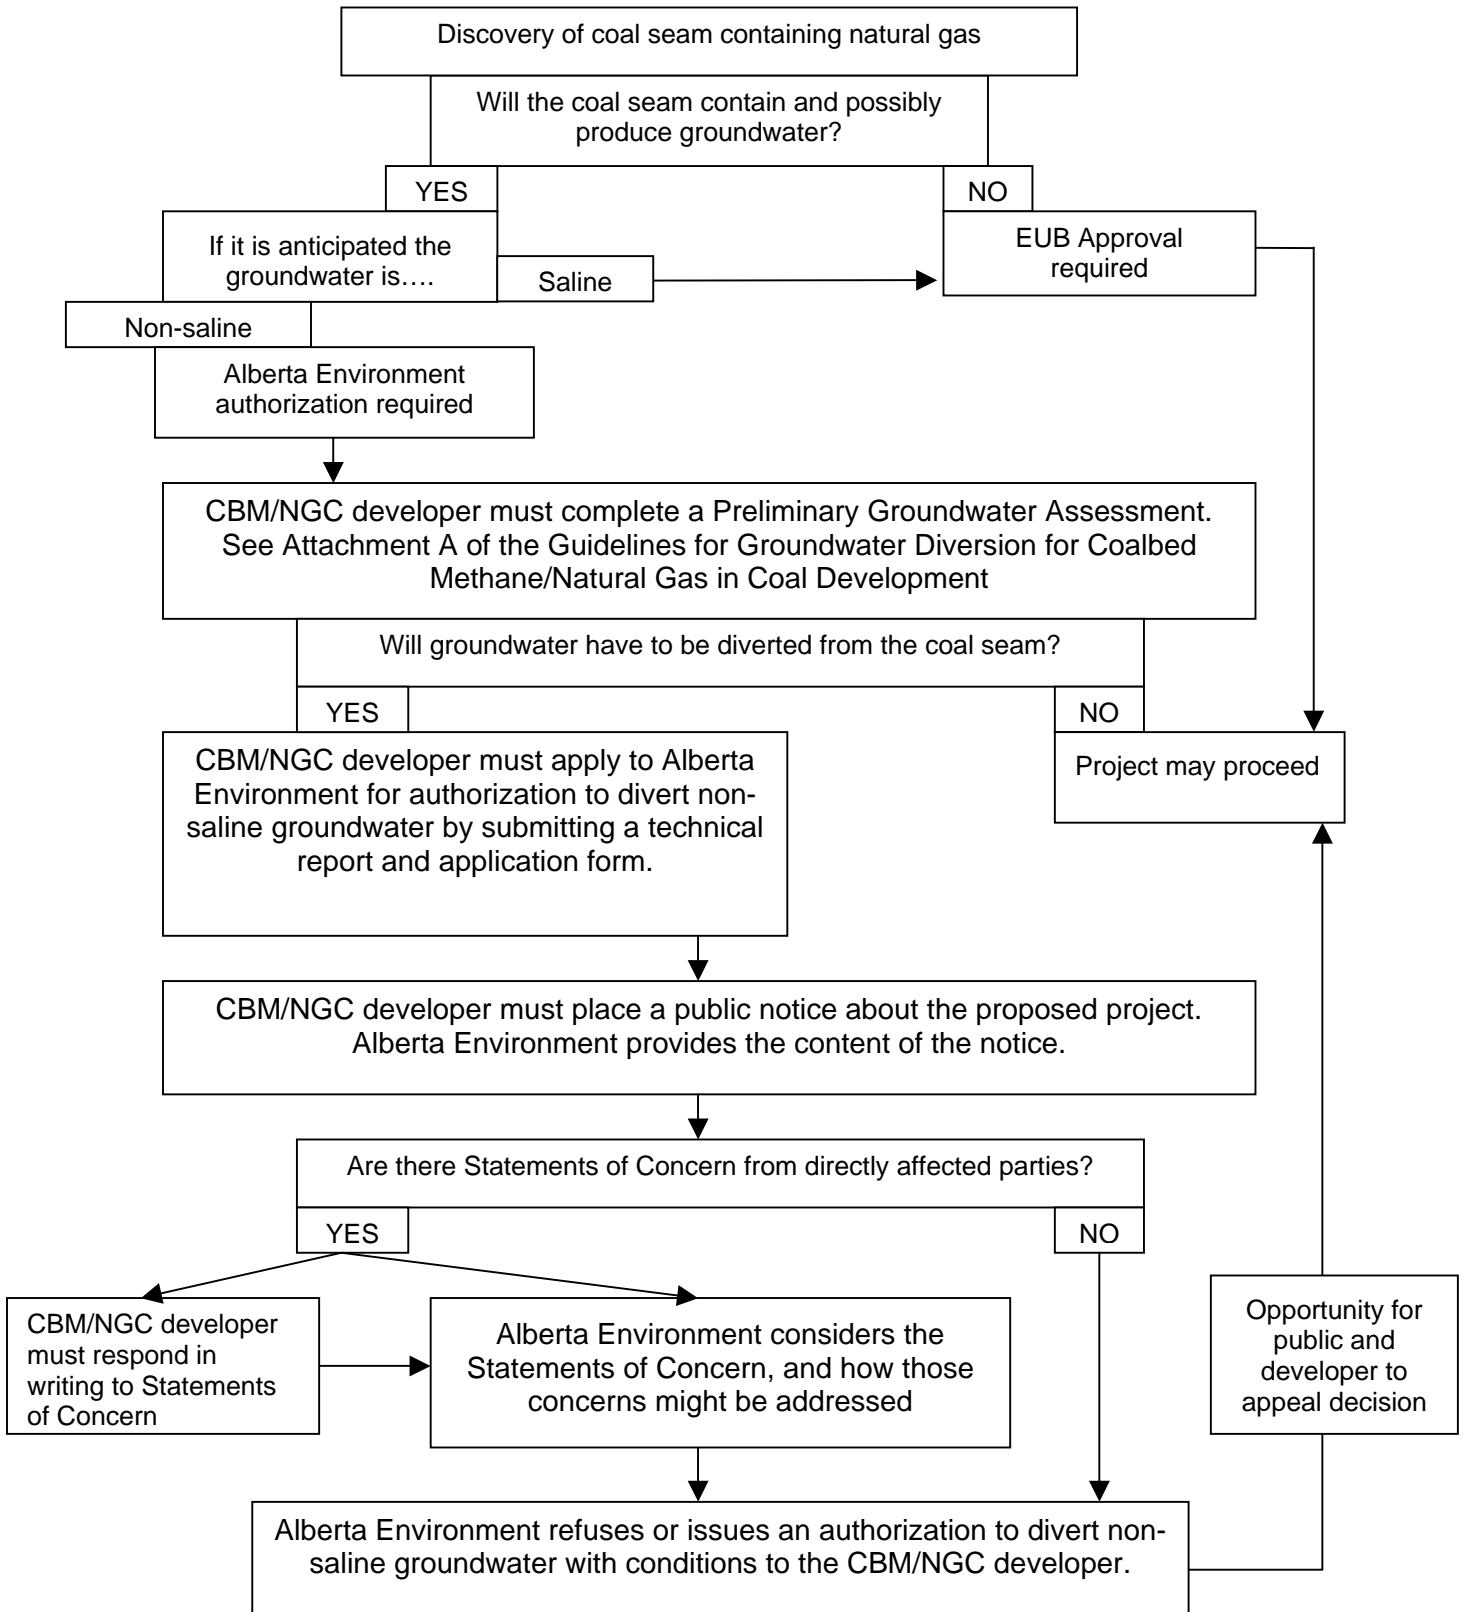 Discovery of coal seam containing natural gas
Will the coal seam contain and possibly
produce groundwater?
YES
NO
If it is anticipated the
groundwater is….
Saline
EUB Approval
required
Non-saline
Alberta Environment
authorization required
CBM/NGC developer must complete a Preliminary Groundwater Assessment.
See Attachment A of the Guidelines for Groundwater Diversion for Coalbed
Methane/Natural Gas in Coal Development
Will groundwater have to be diverted from the coal seam?
YES
NO
CBM/NGC developer must apply to Alberta
Environment for authorization to divert non-
saline groundwater by submitting a technical
report and application form.
Project may proceed
CBM/NGC developer must place a public notice about the proposed project.
Alberta Environment provides the content of the notice.
Are there Statements of Concern from directly affected parties?
YES
NO
CBM/NGC developer
must respond in
writing to Statements
of Concern
Alberta Environment considers the
Statements of Concern, and how those
concerns might be addressed
Opportunity for
public and
developer to
appeal decision
Alberta Environment refuses or issues an authorization to divert non-
saline groundwater with conditions to the CBM/NGC developer.